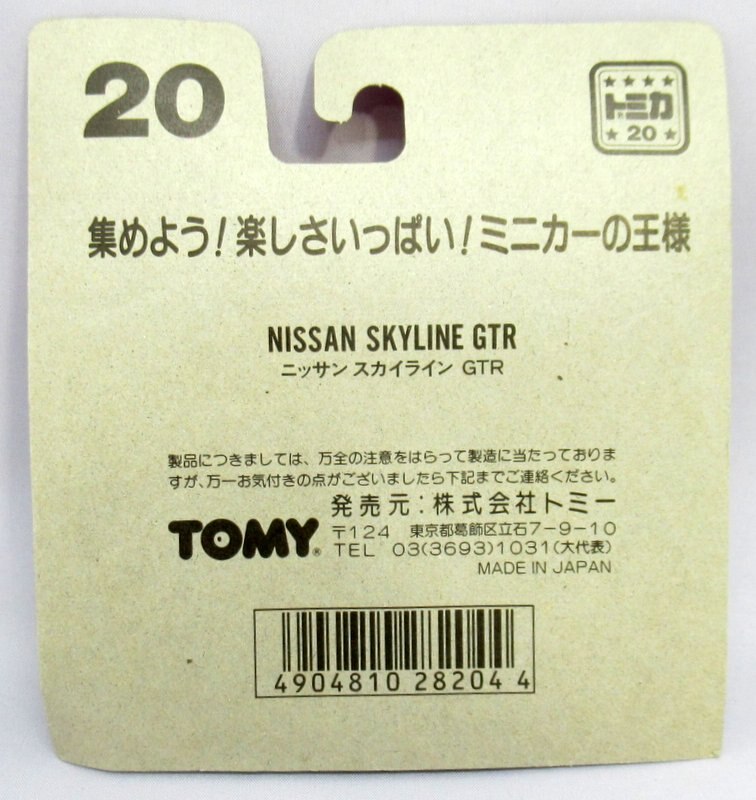 20
トミカ
20
集めよう!楽しさいっぱい!ミニカーの王様
NISSAN SKYLINE GTR
ニッサン スカイライン GTR
製品につきましては、万全の注意をはらって製造に当たっておりま
すが、万一お気付きの点がございましたら下記までご連絡ください。
発売元:株式会社トミー
TOMY®
〒124 東京都葛飾区立石7-9-10
TEL 03(3693)1031(大代表)
MADE IN JAPAN
4904810 28204 4